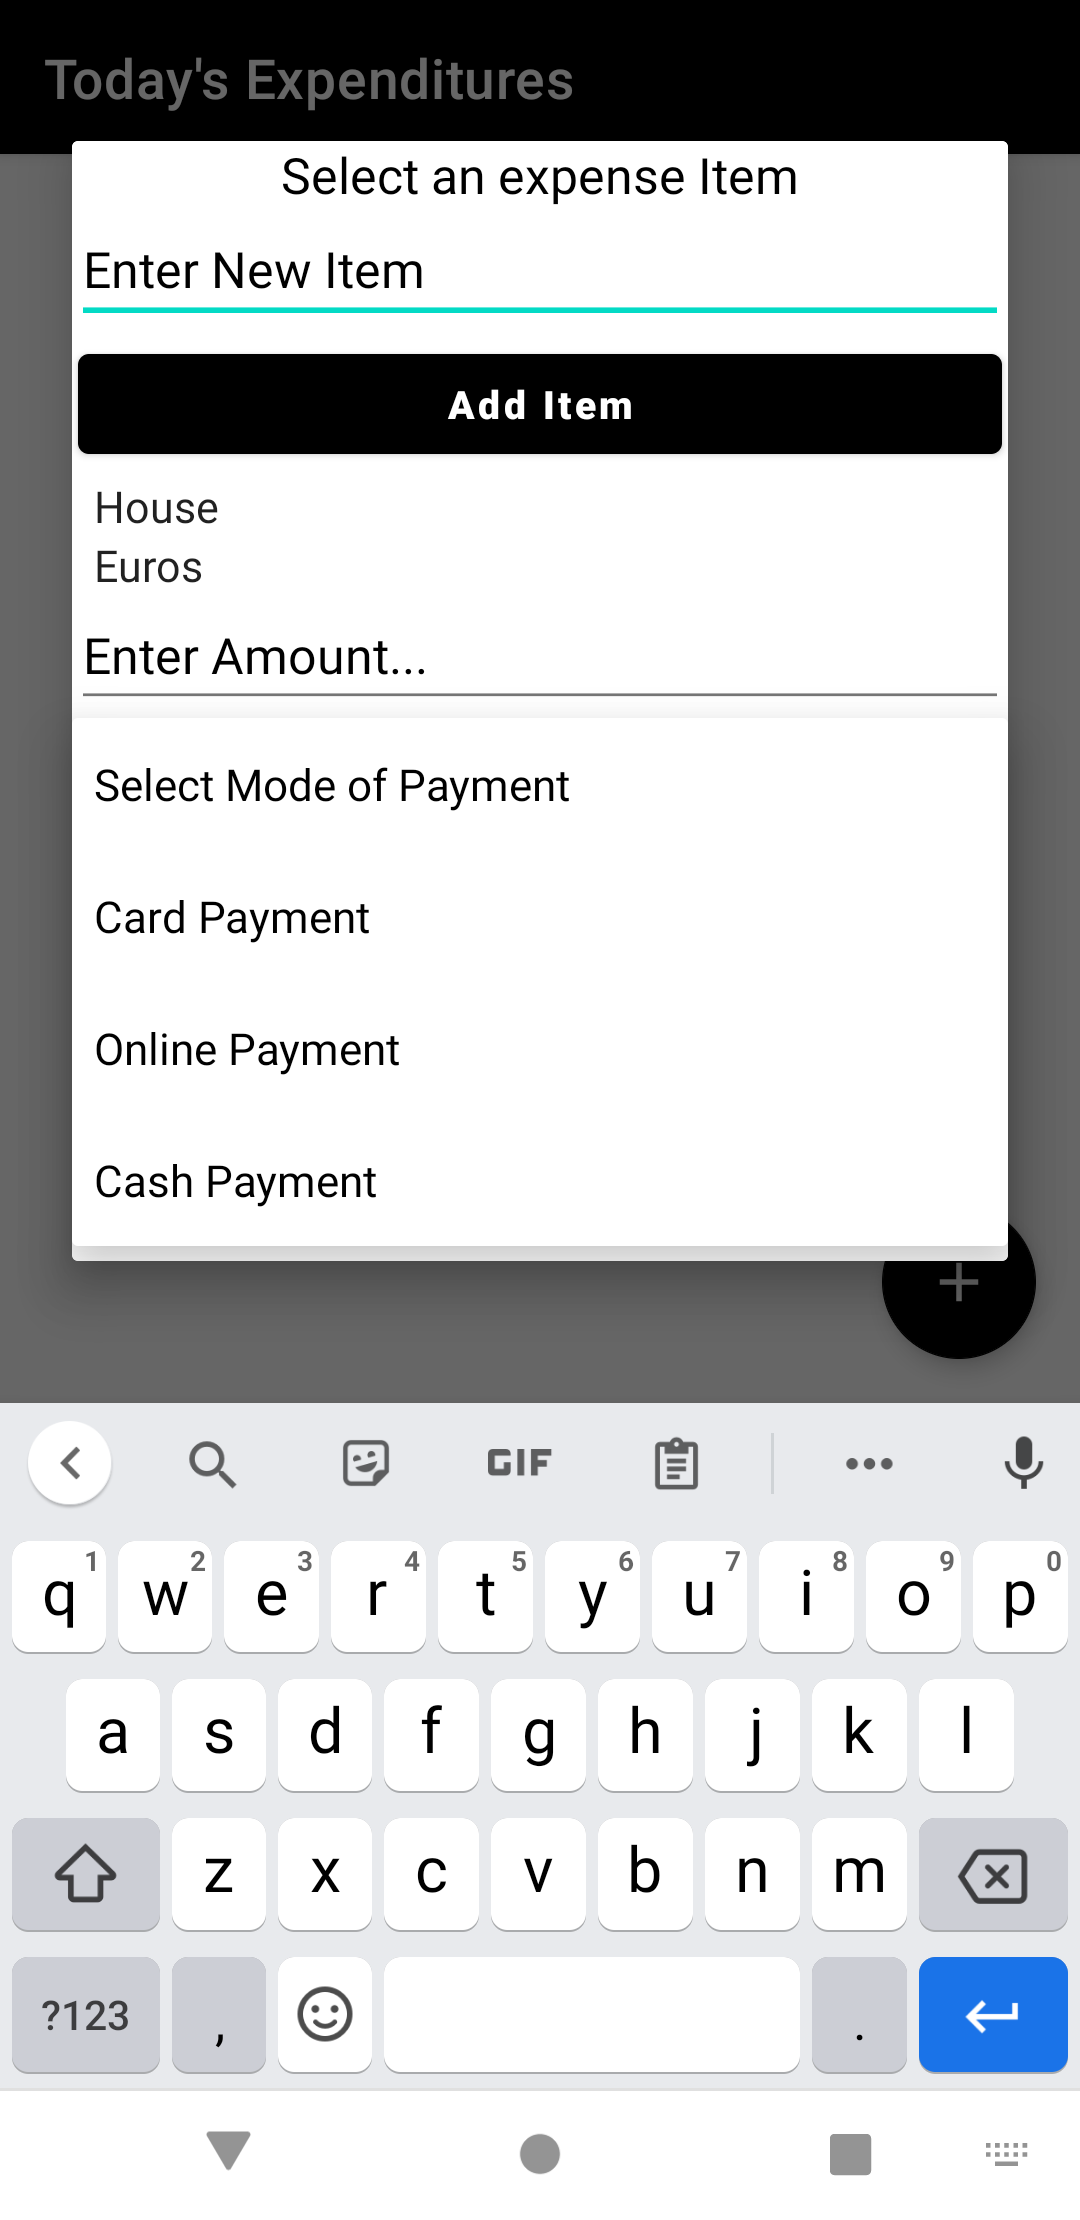 Today's Expenditures
Select an expense Item
Enter New Item
Add Item
House
Euros
Enter Amount...
Select Mode of Payment
Card Payment
Online Payment
Cash Payment
GIF
q 1 w 2 e 3 r 4 t 5 y 6 u 7 i 8 o 9 p 0
a s d f g h j k l
z x c v b n m
?123 , .